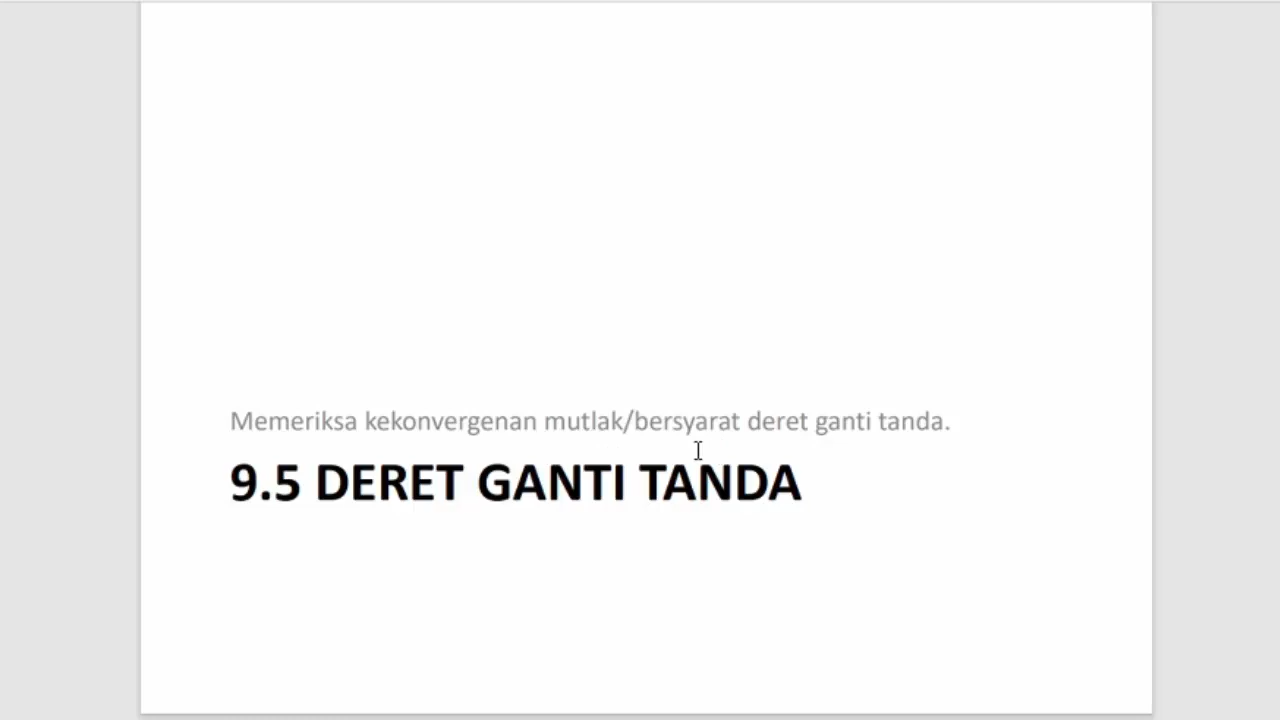 Memeriksa kekonvergenan mutlak/bersyarat deret ganti tanda.
9.5 DERET GANTI TANDA